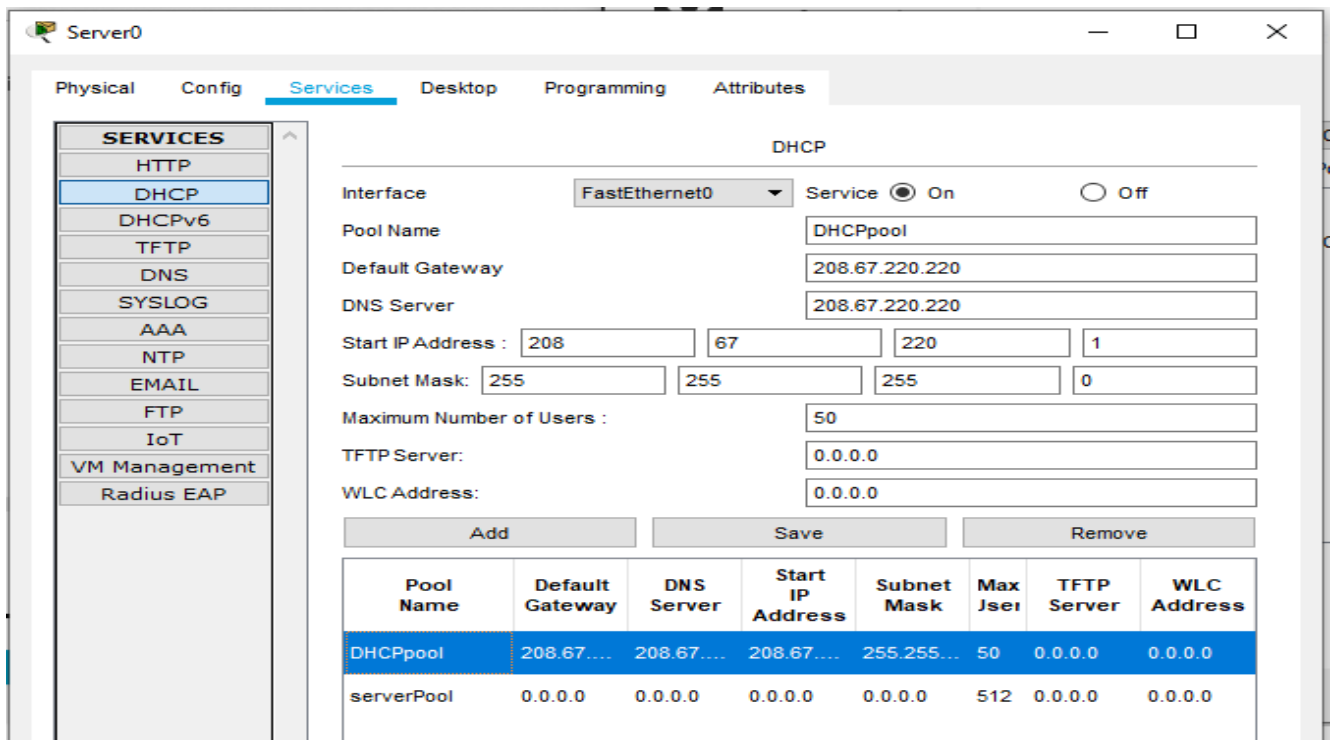 Server0
Physical Config Services Desktop Programming Attributes
SERVICES
HTTP
DHCP
DHCPv6
TFTP
DNS
SYSLOG
AAA
NTP
EMAIL
FTP
IoT
VM Management
Radius EAP
DHCP
Interface FastEthernet0 Service On Off
Pool Name DHCPpool
Default Gateway 208.67.220.220
DNS Server 208.67.220.220
Start IP Address : 208 67 220 1
Subnet Mask: 255 255 255 0
Maximum Number of Users : 50
TFTP Server: 0.0.0.0
WLC Address: 0.0.0.0
Add Save Remove
Pool Name Default Gateway DNS Server Start IP Address Subnet Mask Max TFTP Server WLC Address
DHCPpool 208.67.... 208.67.... 208.67.... 255.255... 50 0.0.0.0 0.0.0.0
serverPool 0.0.0.0 0.0.0.0 0.0.0.0 0.0.0.0 512 0.0.0.0 0.0.0.0